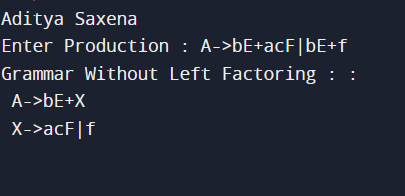 Aditya Saxena
Enter Production : A->bE+acF|bE+f
Grammar Without Left Factoring : :
A->bE+X
X->acF|f